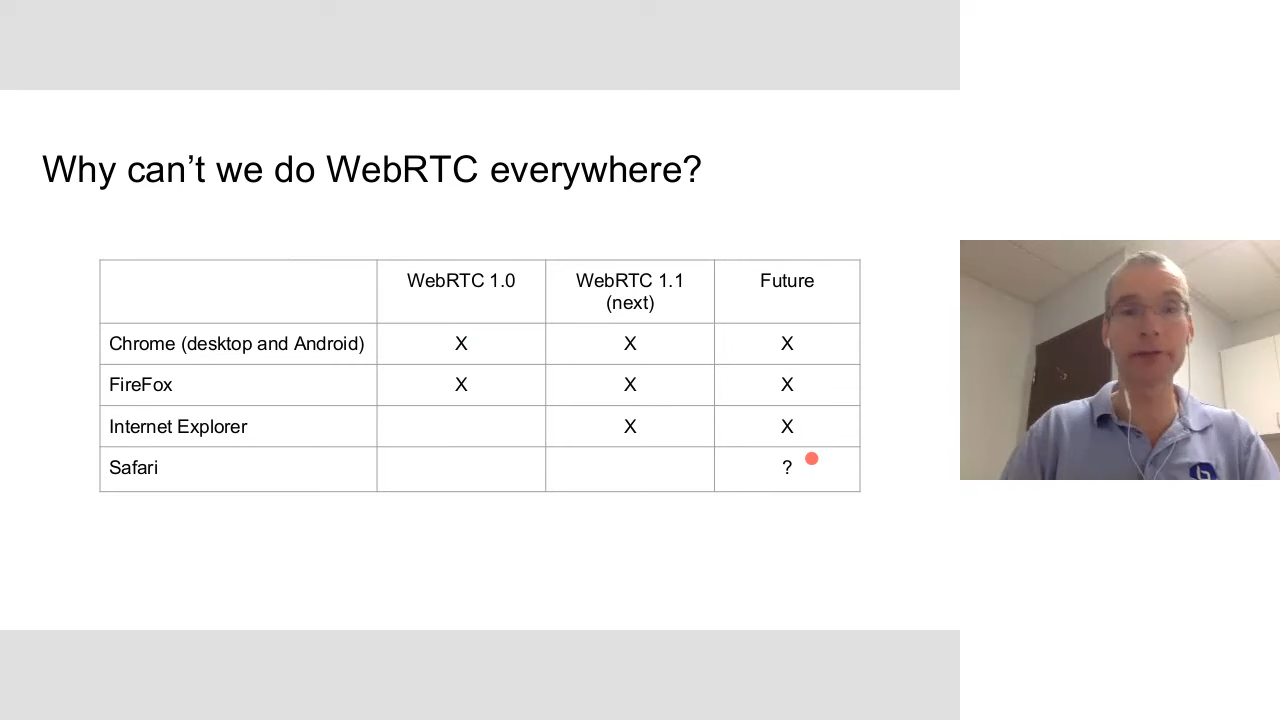 Why can’t we do WebRTC everywhere?
WebRTC 1.0 WebRTC 1.1 Future
(next)
Chrome (desktop and Android) X X X
FireFox X X X
Internet Explorer X X
Safari ?
b